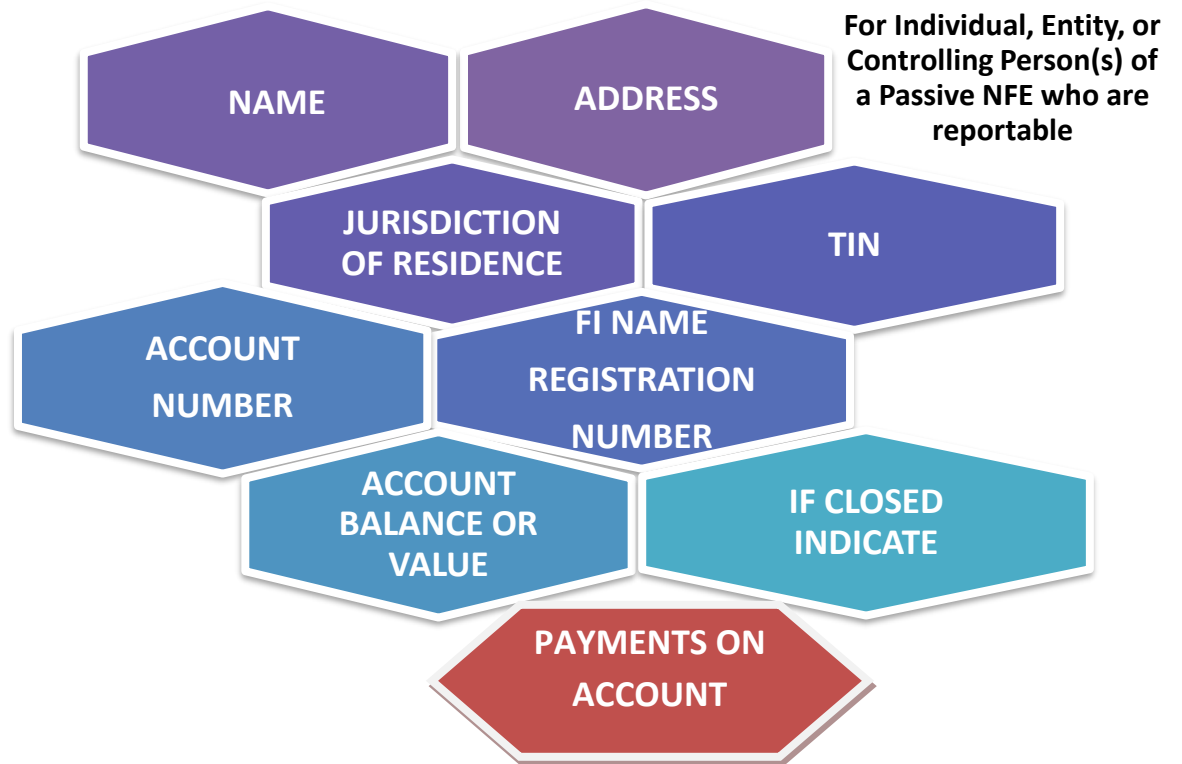 For Individual, Entity, or
Controlling Person(s) of
a Passive NFE who are
reportable
NAME
ADDRESS
JURISDICTION
OF RESIDENCE
TIN
ACCOUNT
NUMBER
FI NAME
REGISTRATION
NUMBER
ACCOUNT
BALANCE OR
VALUE
IF CLOSED
INDICATE
PAYMENTS ON
ACCOUNT